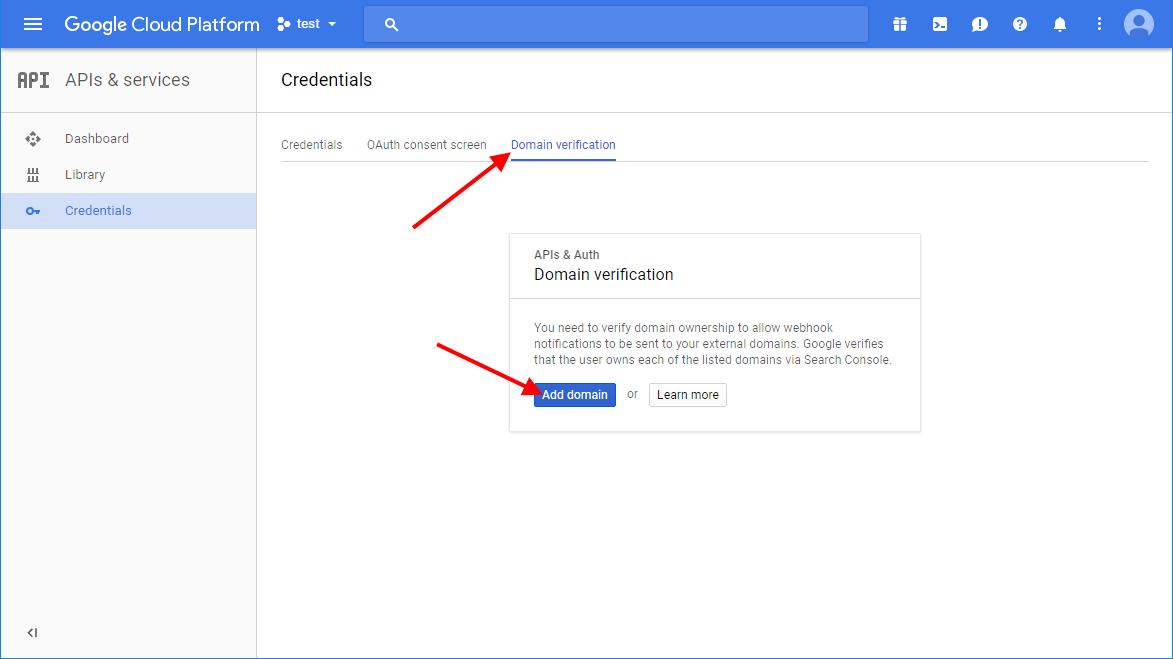 Google Cloud Platform
test
API APIs & services
Credentials
Dashboard
Library
Credentials
Credentials OAuth consent screen Domain verification
APIs & Auth
Domain verification
You need to verify domain ownership to allow webhook
notifications to be sent to your external domains. Google verifies
that the user owns each of the listed domains via Search Console.
Add domain or Learn more